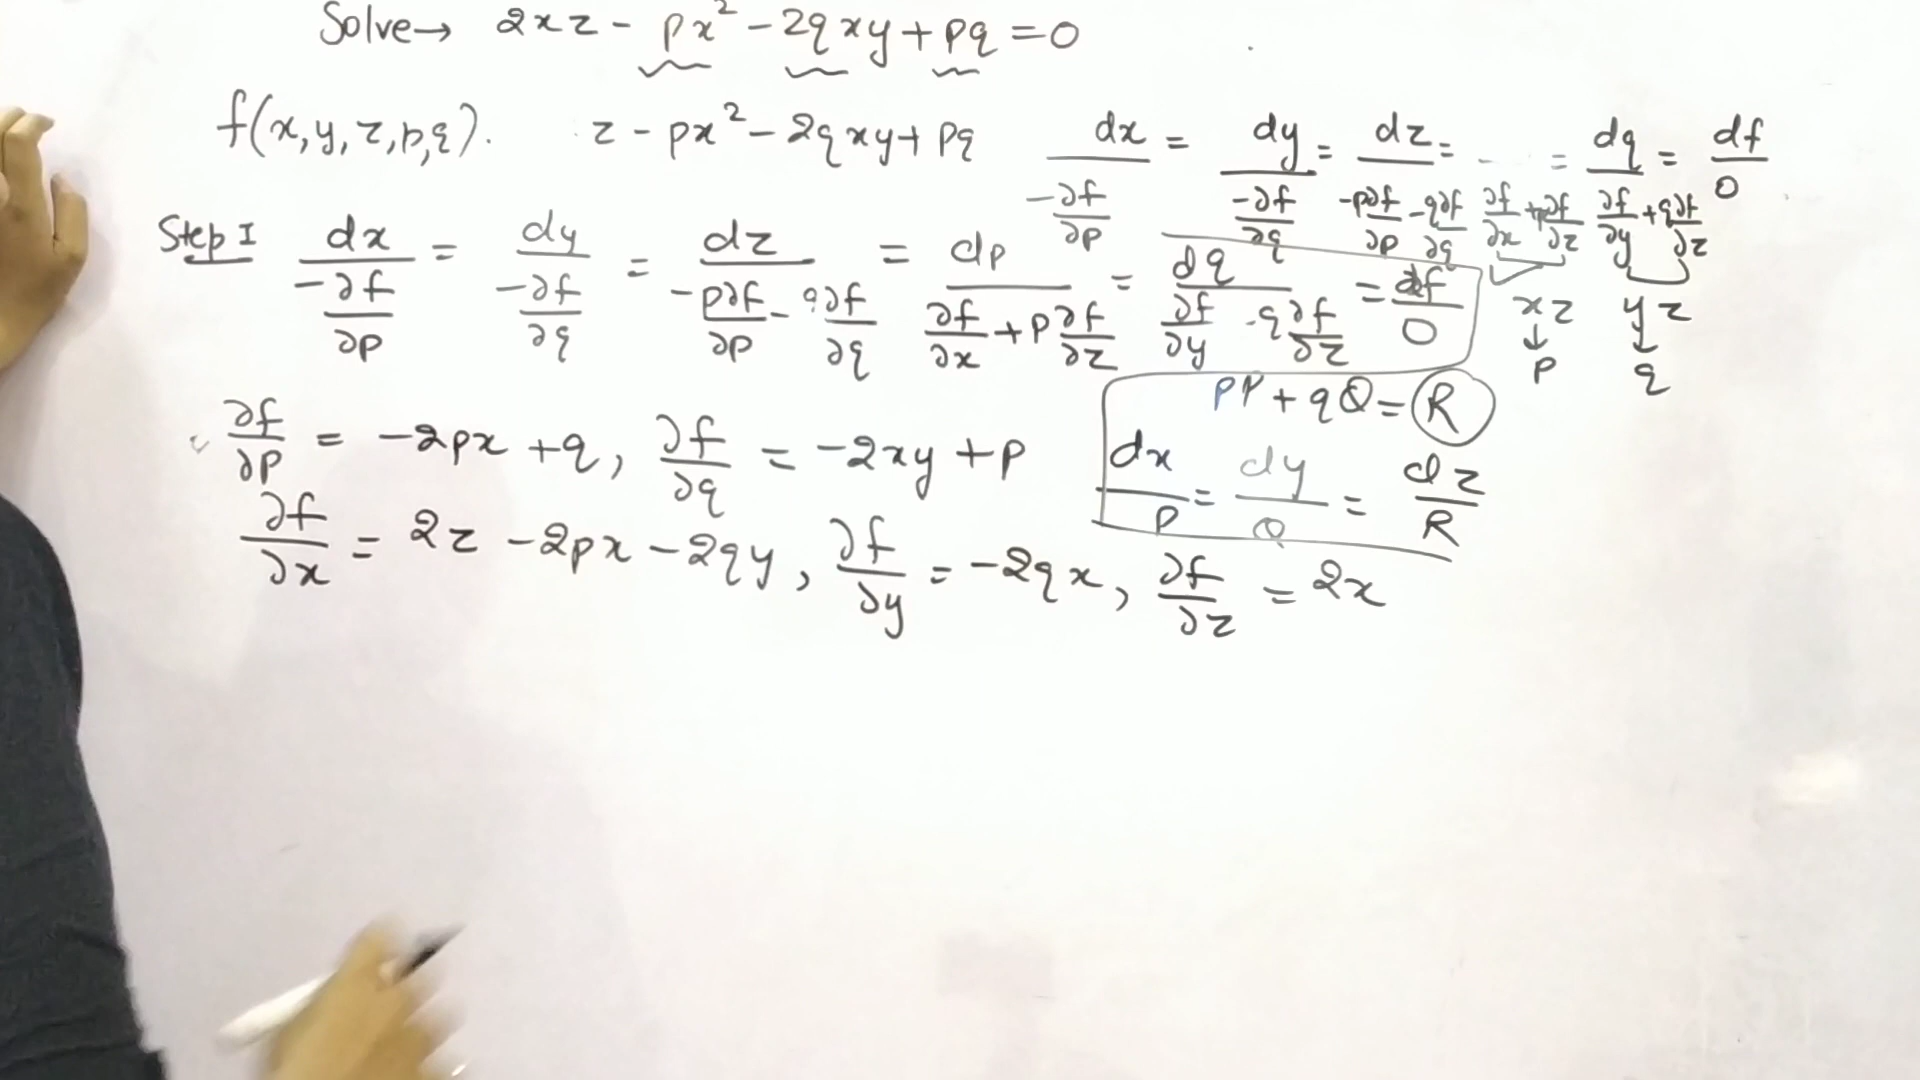 Solve→ 2xz - px² - 2qxy + pq = 0
f(x,y,z,p,q). z - px² - 2qxy + pq
dx/(-∂f/∂p) = dy/(-∂f/∂q) = dz/(-p∂f/∂p - q∂f/∂q) = .... /(∂f/∂x + p∂f/∂z) = dq/(∂f/∂y + q∂f/∂z) = df/0
xz → p yz → q
Step I dx/(-∂f/∂p) = dy/(-∂f/∂q) = dz/(-p∂f/∂p - q∂f/∂q) = dp/(∂f/∂x + p∂f/∂z) = dq/(∂f/∂y - q∂f/∂z) = df/0
pP + qQ = R
dx/P = dy/Q = dz/R
∂f/∂p = -2px + q, ∂f/∂q = -2xy + p
∂f/∂x = 2z - 2px - 2qy, ∂f/∂y = -2qx, ∂f/∂z = 2x